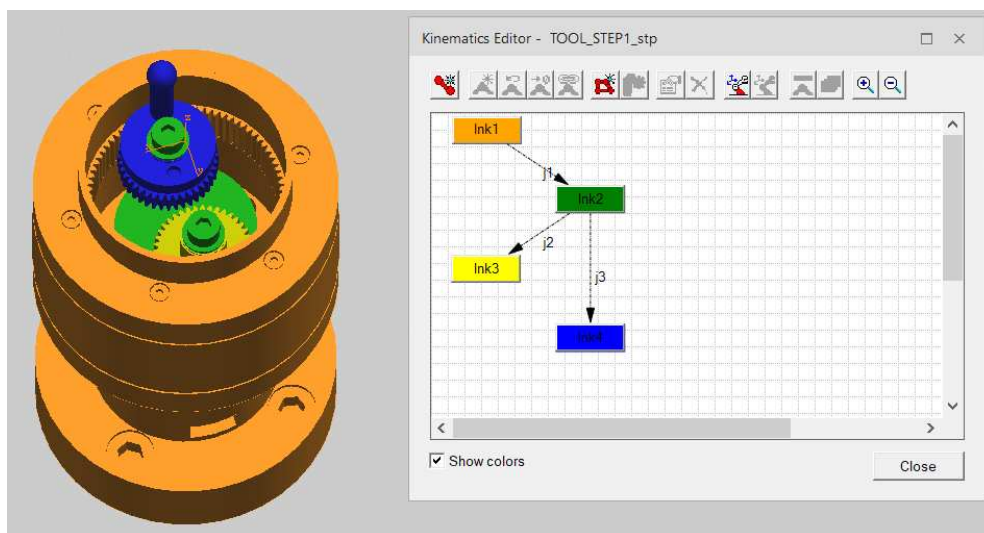 Kinematics Editor - TOOL_STEP1_stp
lnk1
j1
lnk2
j2
lnk3
j3
lnk4
Show colors
Close